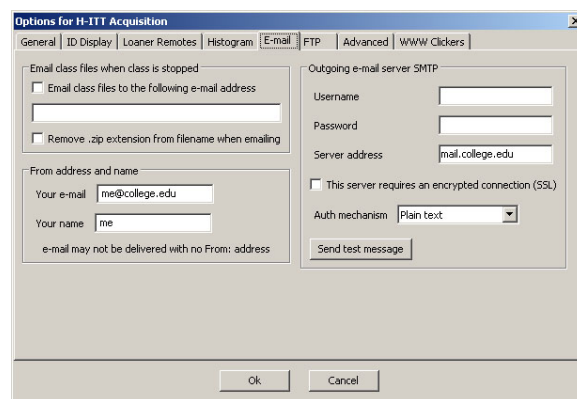 Options for H-ITT Acquisition
General ID Display Loaner Remotes Histogram E-mail FTP Advanced WWW Clickers
Email class files when class is stopped
Email class files to the following e-mail address
Remove .zip extension from filename when emailing
From address and name
Your e-mail me@college.edu
Your name me
e-mail may not be delivered with no From: address
Outgoing e-mail server SMTP
Username
Password
Server address mail.college.edu
This server requires an encrypted connection (SSL)
Auth mechanism Plain text
Send test message
Ok Cancel